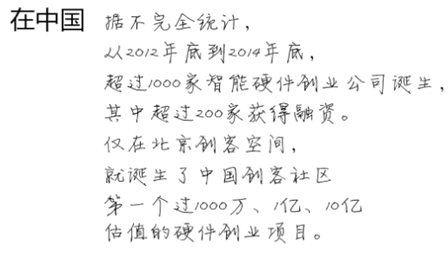 在中国
据不完全统计，
从2012年底到2014年底，
超过1000家智能硬件创业公司诞生，
其中超过200家获得融资。
仅在北京创客空间，
就诞生了中国创客社区
第一个过1000万、1亿、10亿
估值的硬件创业项目。